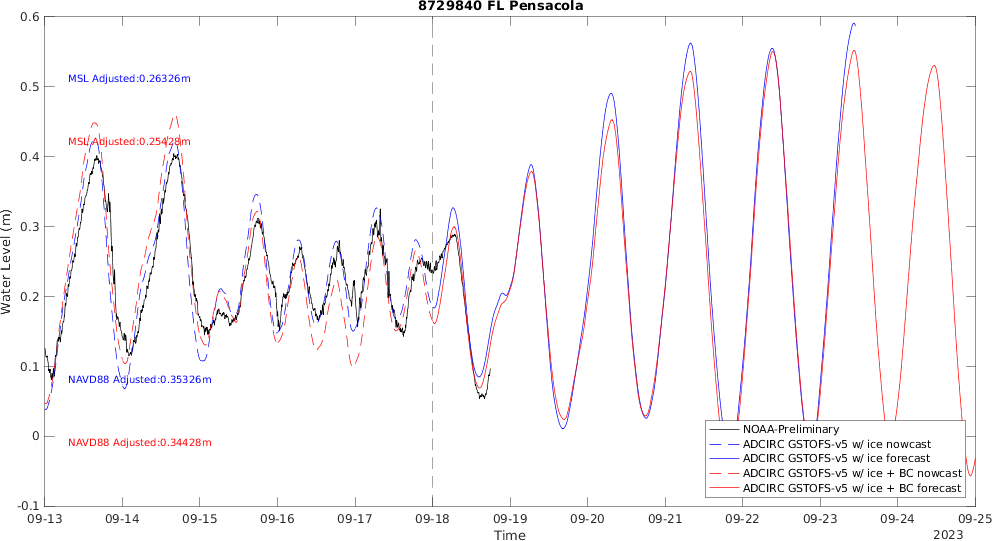 8729840 FL Pensacola
0.6
0.5
0.4
0.3
0.2
0.1
0
-0.1
Water Level (m)
MSL Adjusted:0.26326m
MSL Adjusted:0.25428m
NAVD88 Adjusted:0.35326m
NAVD88 Adjusted:0.34428m
NOAA-Preliminary
ADCIRC GSTOFS-v5 w/ ice nowcast
ADCIRC GSTOFS-v5 w/ ice forecast
ADCIRC GSTOFS-v5 w/ ice + BC nowcast
ADCIRC GSTOFS-v5 w/ ice + BC forecast
09-13 09-14 09-15 09-16 09-17 09-18 09-19 09-20 09-21 09-22 09-23 09-24 09-25
Time
2023